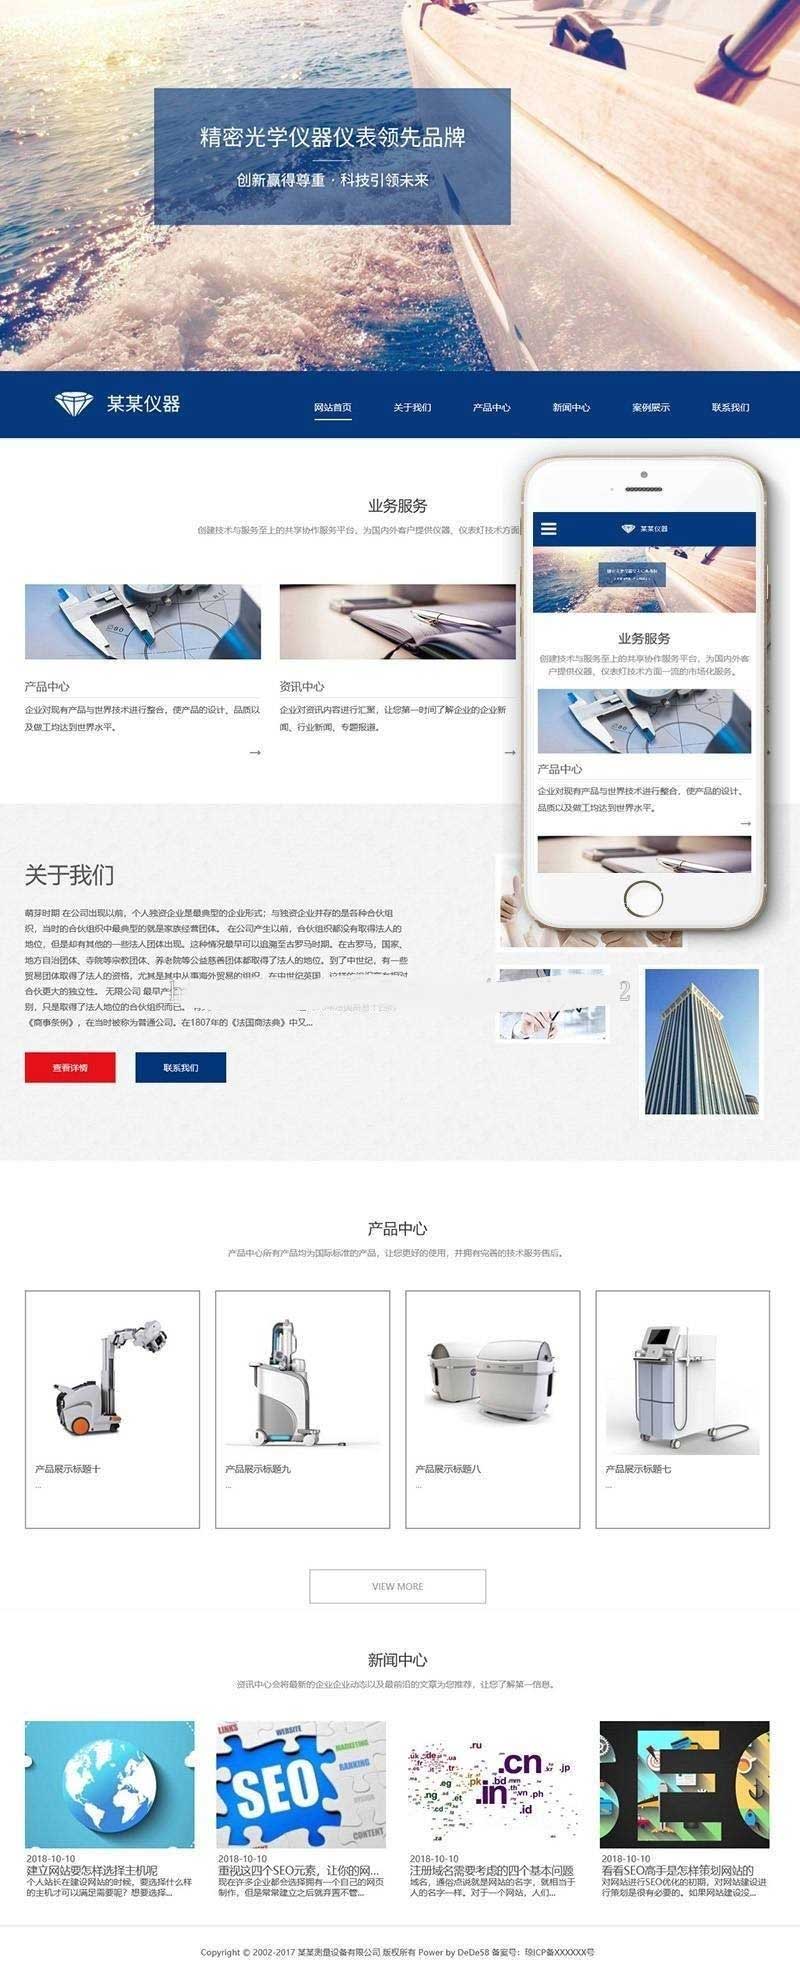 精密光学仪器仪表领先品牌
创新赢得尊重·科技引领未来
某某仪器
网站首页
关于我们
产品中心
新闻中心
案例展示
联系我们
业务服务
创建技术与服务至上的共享协作服务平台，为国内外客户提供仪器、仪表灯技术方面
产品中心
企业对现有产品与世界技术进行整合，使产品的设计、品质以
及做工均达到世界水平。
→
资讯中心
企业对资讯内容进行汇聚，让您第一时间了解企业的企业新
闻、行业新闻、专题报道。
→
某某仪器
业务服务
创建技术与服务至上的共享协作服务平台，为国内外客
户提供仪器、仪表灯技术方面一流的市场化服务。
产品中心
企业对现有产品与世界技术进行整合，使产品的设计、
品质以及做工均达到世界水平。
→
关于我们
萌芽时期 在公司出现以前，个人独资企业是最典型的企业形式；与独资企业并存的是各种合伙组
织，当时的合伙组织中最典型的就是家族经营团体。 在公司产生以前，合伙组织都没有取得法人的
地位，但是却有其他的一些法人团体出现。这种情况最早可以追溯至古罗马时期。在古罗马，国家、
地方自治团体、寺院等宗教团体、养老院等公益慈善团体都取得了法人的地位。到了中世纪，有一些
贸易团体取得了法人的资格，尤其是其中从事海外贸易的组织。在中世纪英国，这样的组织享有相对
合伙更大的独立性。 无限公司 最早产
别，只是取得了法人地位的合伙组织而已。
《商事条例》，在当时被称为普通公司。在1807年的《法国商法典》中又...
查看详情
联系我们
2
产品中心
产品中心所有产品均为国际标准的产品，让您更好的使用，并拥有完善的技术服务售后。
产品展示标题十
...
产品展示标题九
...
产品展示标题八
...
产品展示标题七
...
VIEW MORE
新闻中心
资讯中心会将最新的企业企业动态以及最前沿的文章为您推荐，让您了解第一信息。
LINKS
WEBSITE
MARKETING
RANKING
SEO
DESIGN
CONTENT
.ru
.uk
.de
.ua
.cn
.jp
.kr
.pk
.bd
.mm
.th
.eg
.in
.vn
.ph
.ng
.et
.cd
.id
.za
2018-10-10
建立网站要怎样选择主机呢
个人站长在建设网站的时候，要选择什么样
的主机才可以满足需要呢？想要选择...
2018-10-10
重视这四个SEO元素，让你的网...
现在许多企业都会选择拥有一个自己的网页
制作，但是常常建立之后就弃置不管...
2018-10-10
注册域名需要考虑的四个基本问题
域名，通俗点说就是网站的名字，就相当于
人的名字一样。对于一个网站，人们...
2018-10-10
看看SEO高手是怎样策划网站的
对网站进行SEO优化的初期，对网站建设进
行策划是很有必要的。如果网站建设没...
Copyright © 2002-2017 某某测量设备有限公司 版权所有 Power by DeDe58 备案号：琼ICP备XXXXXX号